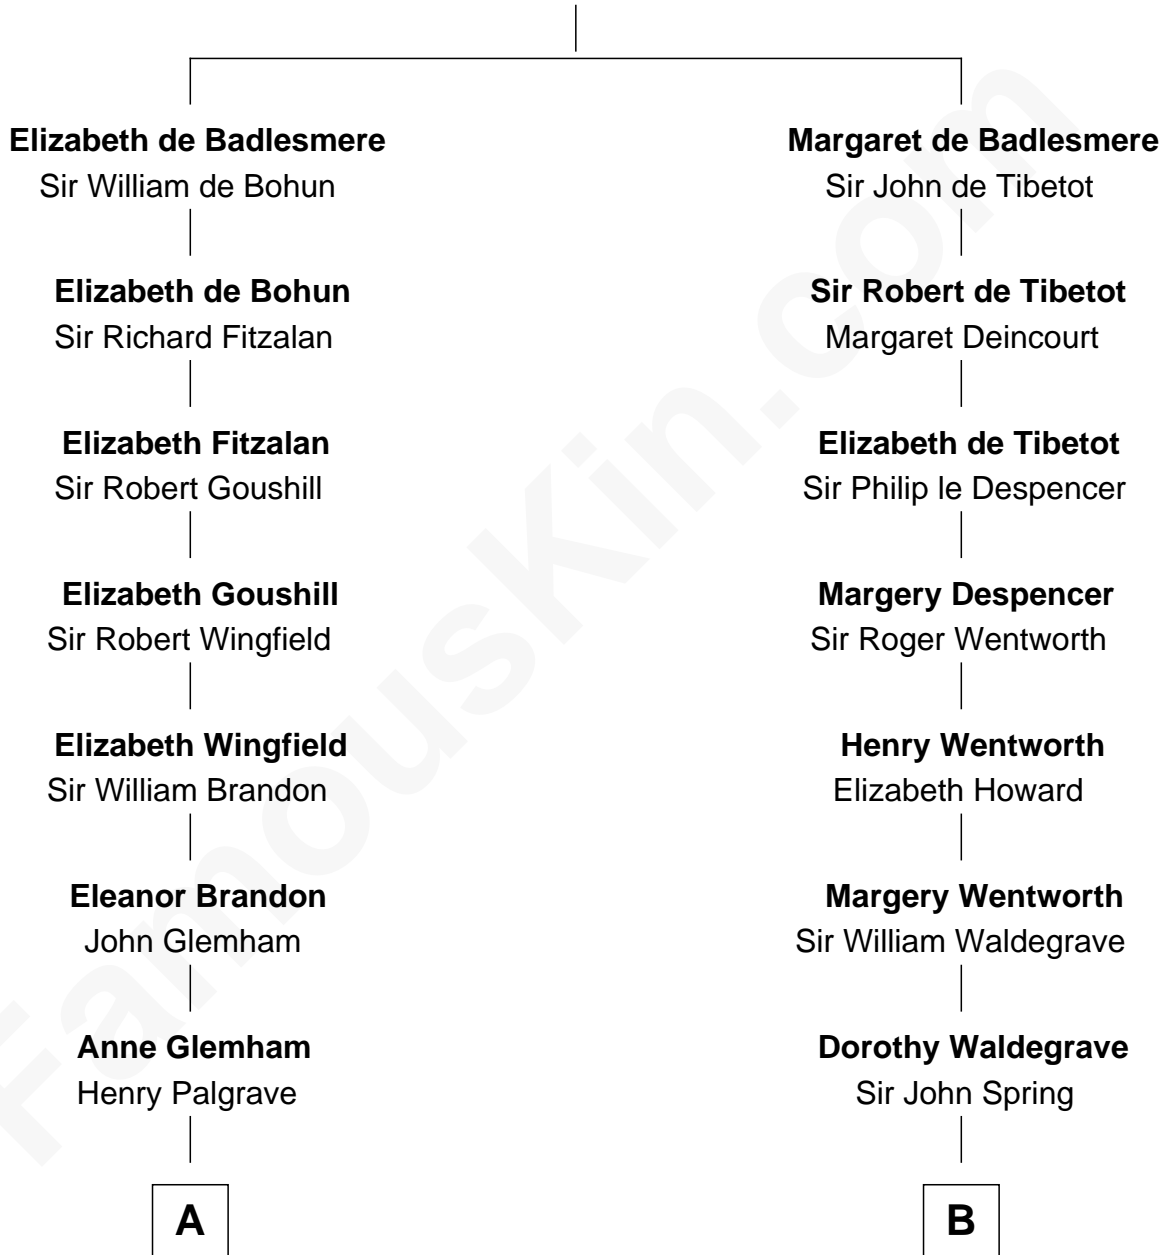 Elizabeth de Badlesmere
Sir William de Bohun
Elizabeth de Bohun
Sir Richard Fitzalan
Elizabeth Fitzalan
Sir Robert Goushill
Elizabeth Goushill
Sir Robert Wingfield
Elizabeth Wingfield
Sir William Brandon
Eleanor Brandon
John Glemham
Anne Glemham
Henry Palgrave
A
Margaret de Badlesmere
Sir John de Tibetot
Sir Robert de Tibetot
Margaret Deincourt
Elizabeth de Tibetot
Sir Philip le Despencer
Margery Despencer
Sir Roger Wentworth
Henry Wentworth
Elizabeth Howard
Margery Wentworth
Sir William Waldegrave
Dorothy Waldegrave
Sir John Spring
B
FamousKin.com